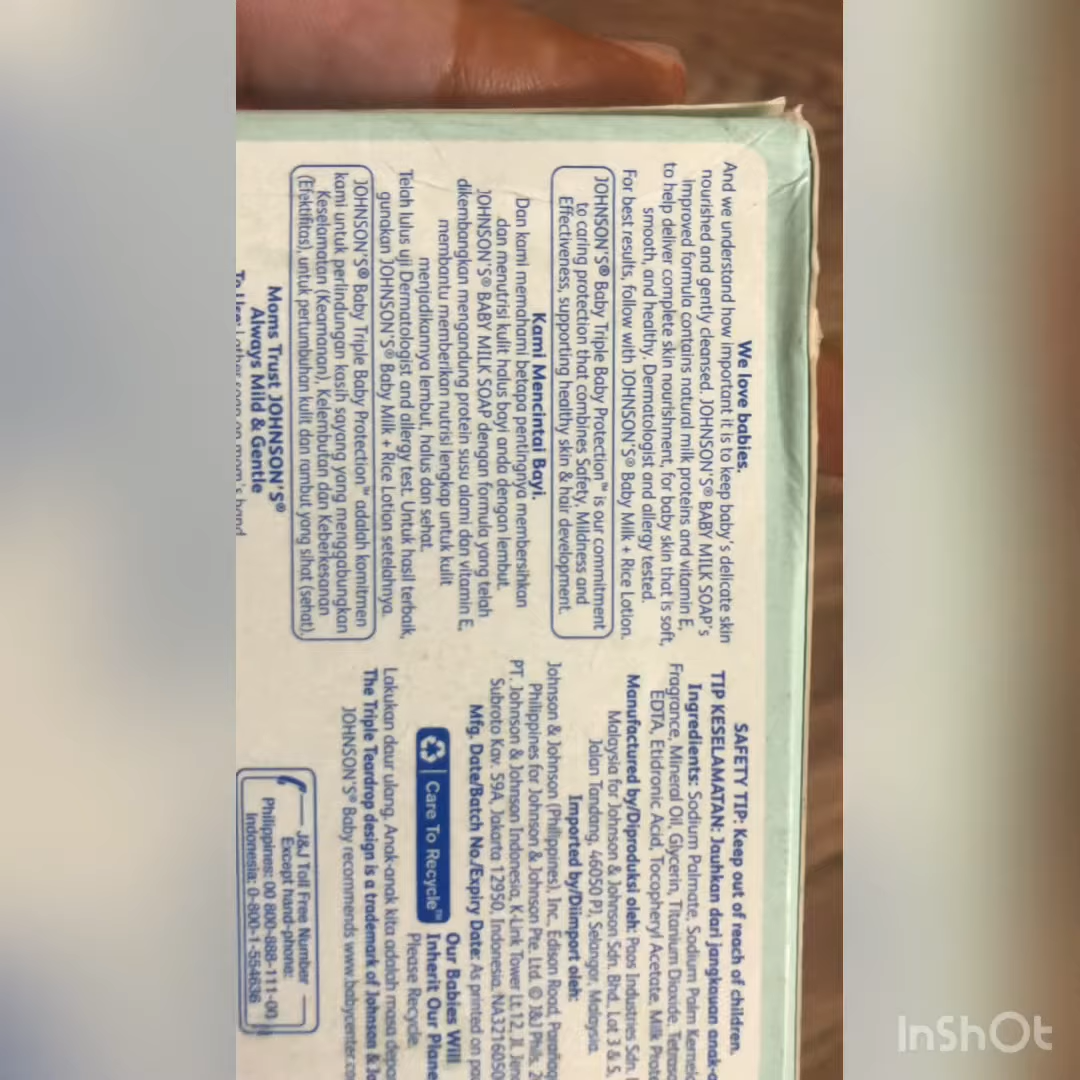 We love babies.
And we understand how important it is to keep baby's delicate skin
nourished and gently cleansed. JOHNSON'S® BABY MILK SOAP's
improved formula contains natural milk proteins and vitamin E,
to help deliver complete skin nourishment, for baby skin that is soft,
smooth, and healthy. Dermatologist and allergy tested.
For best results, follow with JOHNSON'S® Baby Milk + Rice Lotion.
JOHNSON'S® Baby Triple Baby Protection™ is our commitment
to caring protection that combines Safety, Mildness and
Effectiveness, supporting healthy skin & hair development.
Kami Mencintai Bayi.
Dan kami memahami betapa pentingnya membersihkan
dan menutrisi kulit halus bayi anda dengan lembut.
JOHNSON'S® BABY MILK SOAP dengan formula yang telah
dikembangkan mengandung protein susu alami dan vitamin E,
membantu memberikan nutrisi lengkap untuk kulit
menjadikannya lembut, halus dan sehat.
Telah lulus uji Dermatologist and allergy test. Untuk hasil terbaik,
gunakan JOHNSON'S® Baby Milk + Rice Lotion setelahnya.
JOHNSON'S® Baby Triple Baby Protection™ adalah komitmen
kami untuk perlindungan kasih sayang yang menggabungkan
Keselamatan (Keamanan), Kelembutan dan Keberkesanan
(Efektifitas), untuk pertumbuhan kulit dan rambut yang sihat (sehat).
Moms Trust JOHNSON'S®
Always Mild & Gentle
To Use: Lather soap on mom's hand
SAFETY TIP: Keep out of reach of children.
TIP KESELAMATAN: Jauhkan dari jangkauan
Ingredients: Sodium Palmate, Sodium Palm
Fragrance, Mineral Oil, Glycerin, Titanium Dioxide,
EDTA, Etidronic Acid, Tocopheryl Acetate, Milk
Manufactured by/Diproduksi oleh: Paos Industries Sdn.
Malaysia for Johnson & Johnson Sdn. Bhd., Lot 3 & 5,
Jalan Tandang, 46050 PJ, Selangor, Malaysia.
Imported by/Diimport oleh:
Johnson & Johnson (Philippines), Inc., Edison Road,
Philippines for Johnson & Johnson Pte. Ltd. © J&J Phils.
PT. Johnson & Johnson Indonesia, K-Link Tower Lt. 12, Jl.
Subroto Kav. 59A, Jakarta 12950, Indonesia.
Mfg. Date/Batch No./Expiry Date: As printed on
Care To Recycle™
Our Babies Will
Inherit Our
Please Recycle.
Lakukan daur ulang. Anak-anak kita adalah masa
The Triple Teardrop design is a trademark of Johnson &
JOHNSON'S® Baby recommends www.babycenter.
J&J Toll Free Number
Except hand-phone:
Philippines: 00 800-888-111-00
Indonesia: 0-800-1-554636
InShOt